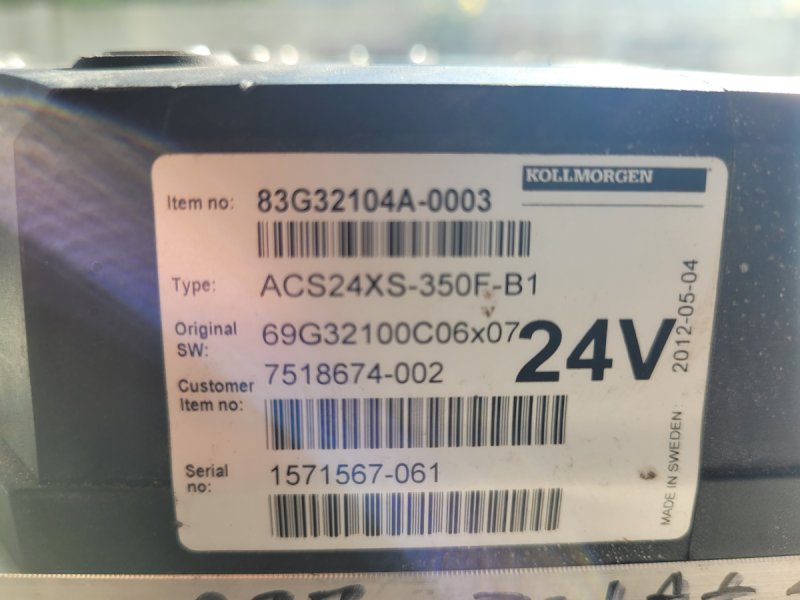 KOLLMORGEN
Item no: 83G32104A-0003
Type: ACS24XS-350F-B1
Original SW: 69G32100C06x07
24V
Customer Item no: 7518674-002
Serial no: 1571567-061
2012-05-04
MADE IN SWEDEN: